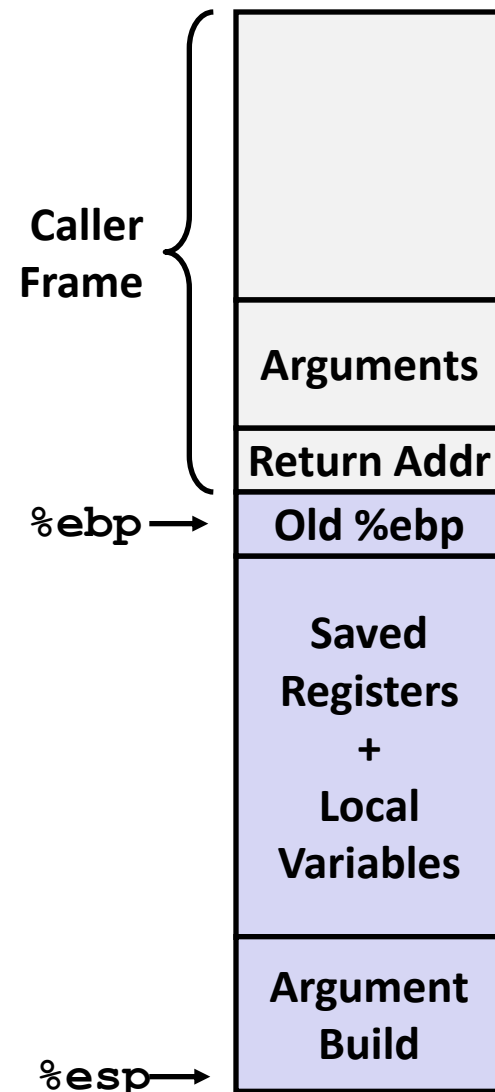 Caller
Frame
Arguments
Return Addr
%ebp
Old %ebp
Saved
Registers
+
Local
Variables
Argument
Build
%esp